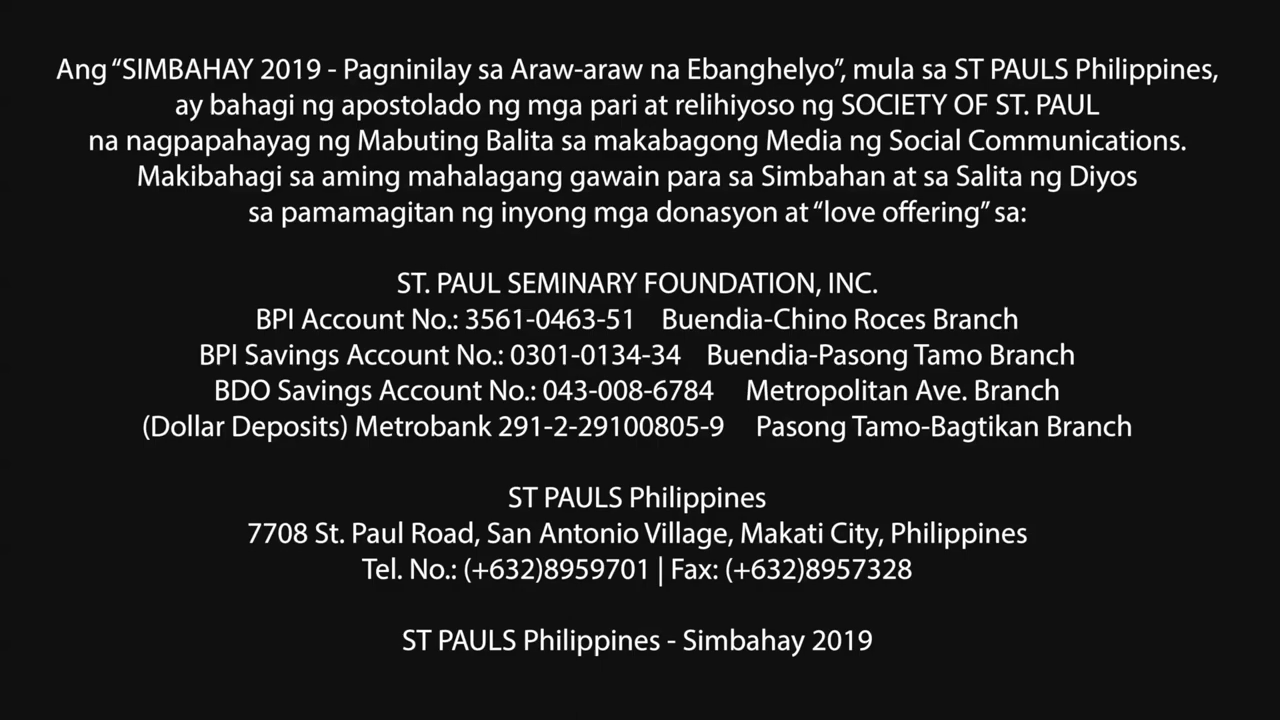 Ang “SIMBAHAY 2019 - Pagninilay sa Araw-araw na Ebanghelyo”, mula sa ST PAULS Philippines,
ay bahagi ng apostolado ng mga pari at relihiyoso ng SOCIETY OF ST. PAUL
na nagpapahayag ng Mabuting Balita sa makabagong Media ng Social Communications.
Makibahagi sa aming mahalagang gawain para sa Simbahan at sa Salita ng Diyos
sa pamamagitan ng inyong mga donasyon at “love offering” sa:
ST. PAUL SEMINARY FOUNDATION, INC.
BPI Account No.: 3561-0463-51 Buendia-Chino Roces Branch
BPI Savings Account No.: 0301-0134-34 Buendia-Pasong Tamo Branch
BDO Savings Account No.: 043-008-6784 Metropolitan Ave. Branch
(Dollar Deposits) Metrobank 291-2-29100805-9 Pasong Tamo-Bagtikan Branch
ST PAULS Philippines
7708 St. Paul Road, San Antonio Village, Makati City, Philippines
Tel. No.: (+632)8959701 | Fax: (+632)8957328
ST PAULS Philippines - Simbahay 2019